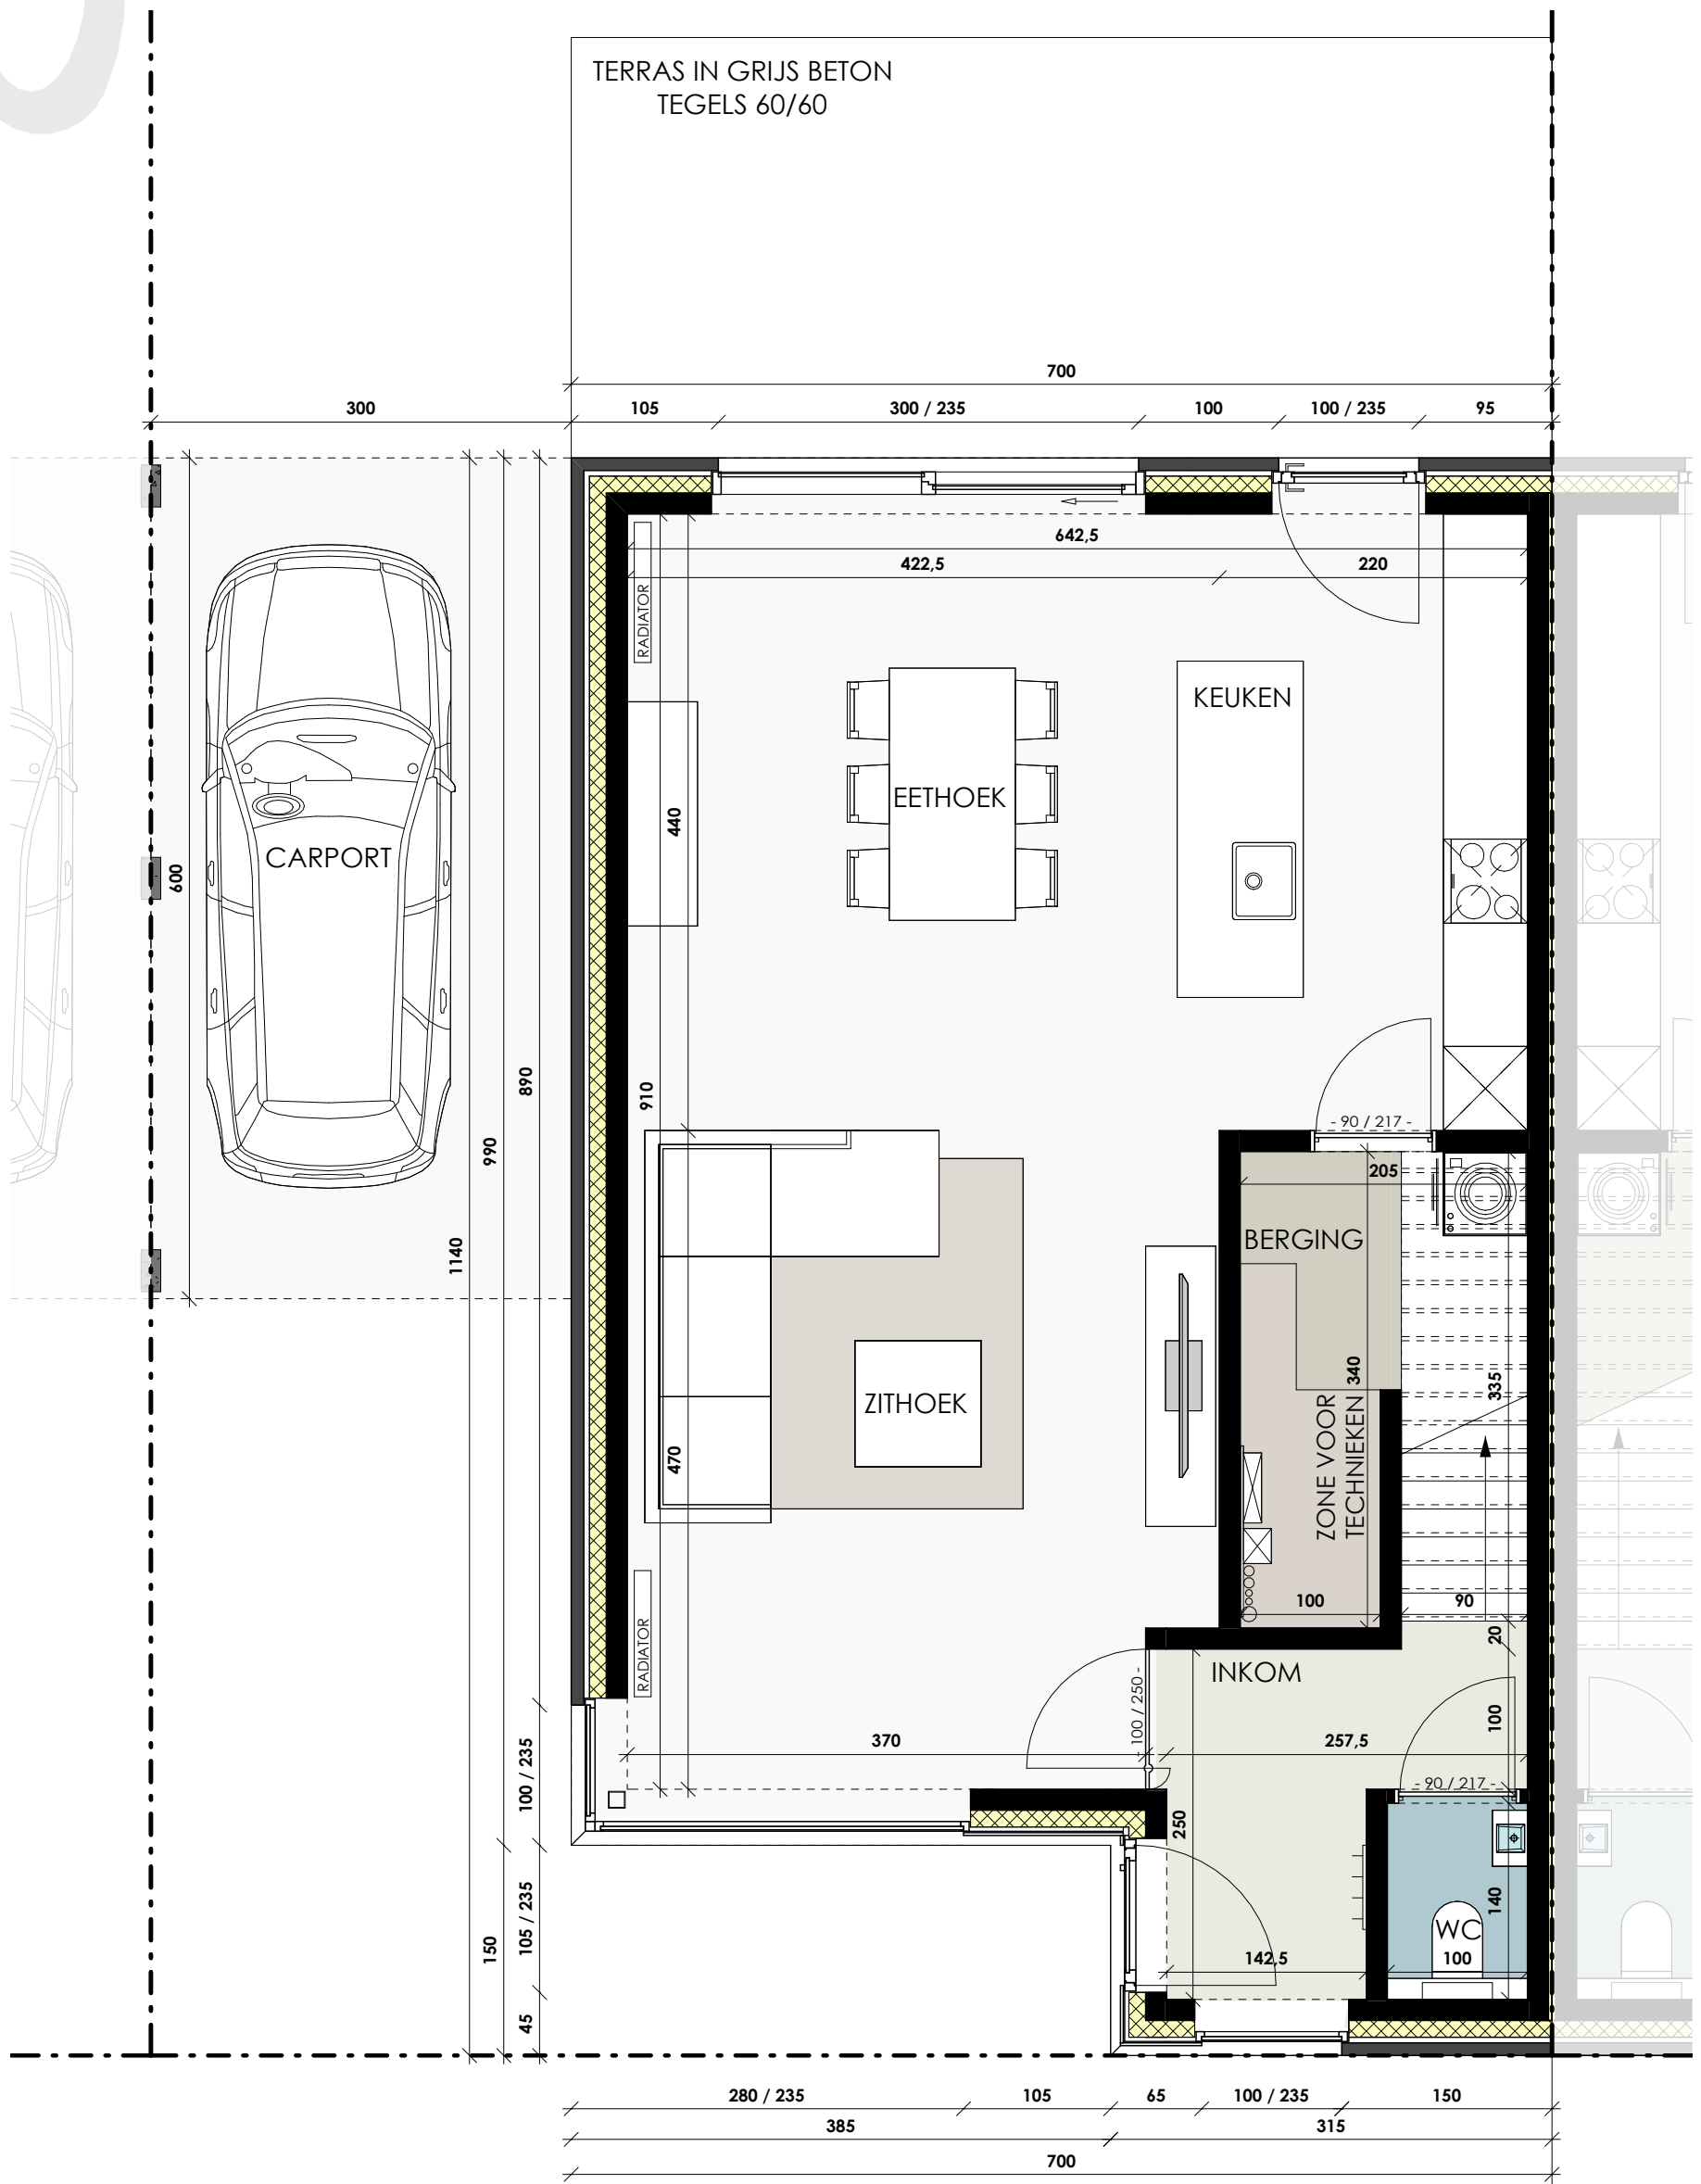 TERRAS IN GRIJS BETON
TEGELS 60/60
700
300
105
300 / 235
100
100 / 235
95
642,5
422,5
220
RADIATOR
KEUKEN
EETHOEK
440
CARPORT
600
890
910
990
- 90 / 217 -
205
BERGING
1140
340
335
ZITHOEK
ZONE VOOR
TECHNIEKEN
470
100
90
20
RADIATOR
INKOM
- 100 / 250 -
100
370
257,5
100 / 235
- 90 / 217 -
250
140
105 / 235
WC
150
142,5
100
45
280 / 235
105
65
100 / 235
150
385
315
700